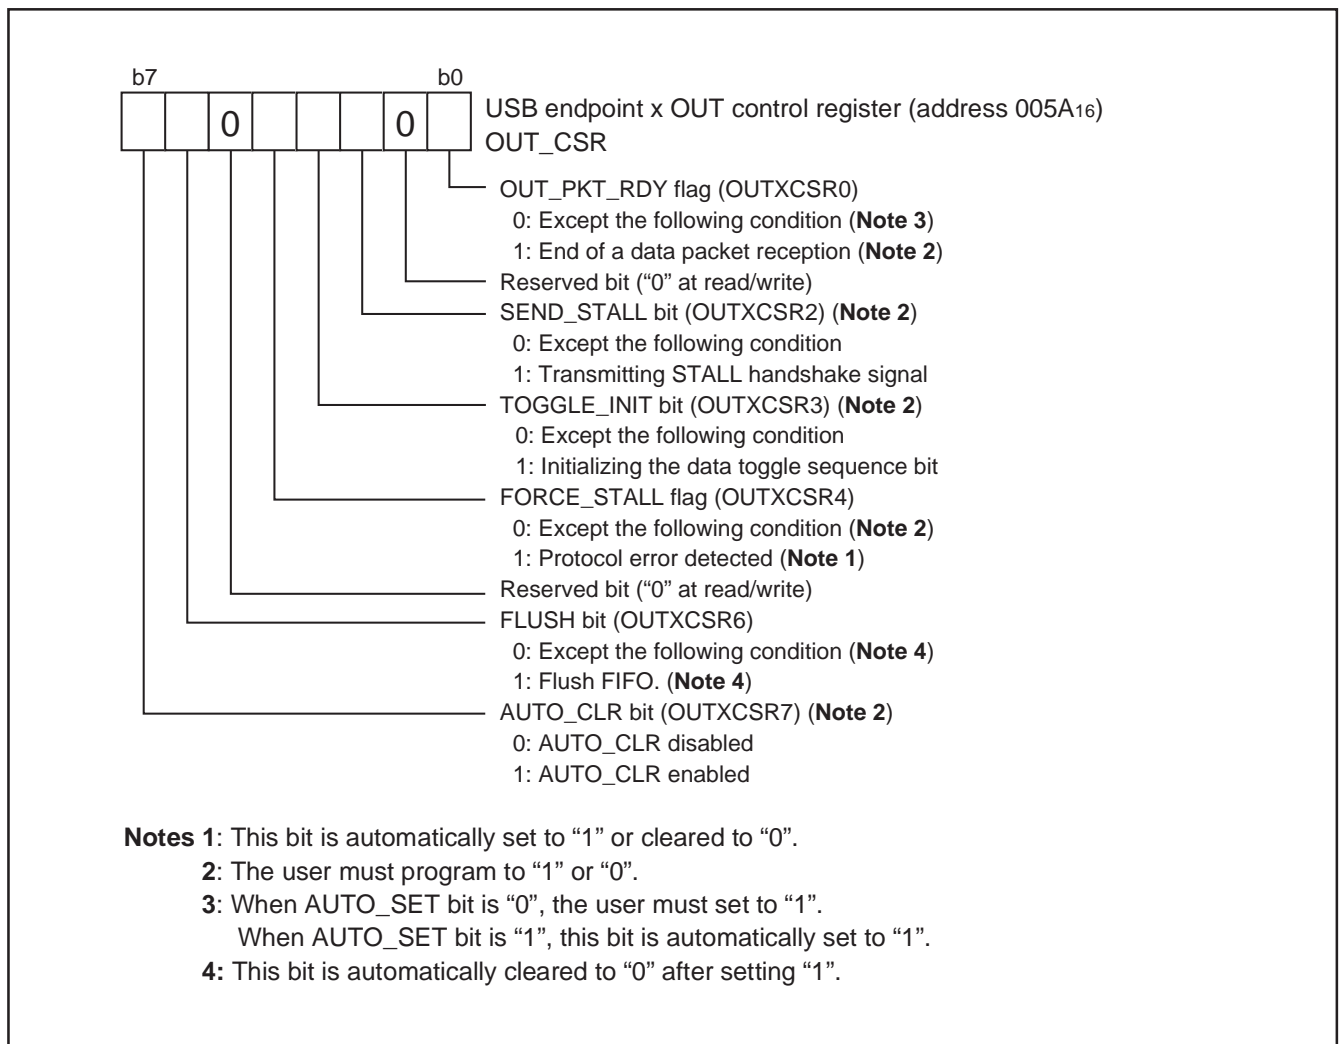 b7 b0
0 0
USB endpoint x OUT control register (address 005A16)
OUT_CSR
OUT_PKT_RDY flag (OUTXCSR0)
0: Except the following condition (Note 3)
1: End of a data packet reception (Note 2)
Reserved bit (“0” at read/write)
SEND_STALL bit (OUTXCSR2) (Note 2)
0: Except the following condition
1: Transmitting STALL handshake signal
TOGGLE_INIT bit (OUTXCSR3) (Note 2)
0: Except the following condition
1: Initializing the data toggle sequence bit
FORCE_STALL flag (OUTXCSR4)
0: Except the following condition (Note 2)
1: Protocol error detected (Note 1)
Reserved bit (“0” at read/write)
FLUSH bit (OUTXCSR6)
0: Except the following condition (Note 4)
1: Flush FIFO. (Note 4)
AUTO_CLR bit (OUTXCSR7) (Note 2)
0: AUTO_CLR disabled
1: AUTO_CLR enabled
Notes 1: This bit is automatically set to “1” or cleared to “0”.
2: The user must program to “1” or “0”.
3: When AUTO_SET bit is “0”, the user must set to “1”.
When AUTO_SET bit is “1”, this bit is automatically set to “1”.
4: This bit is automatically cleared to “0” after setting “1”.